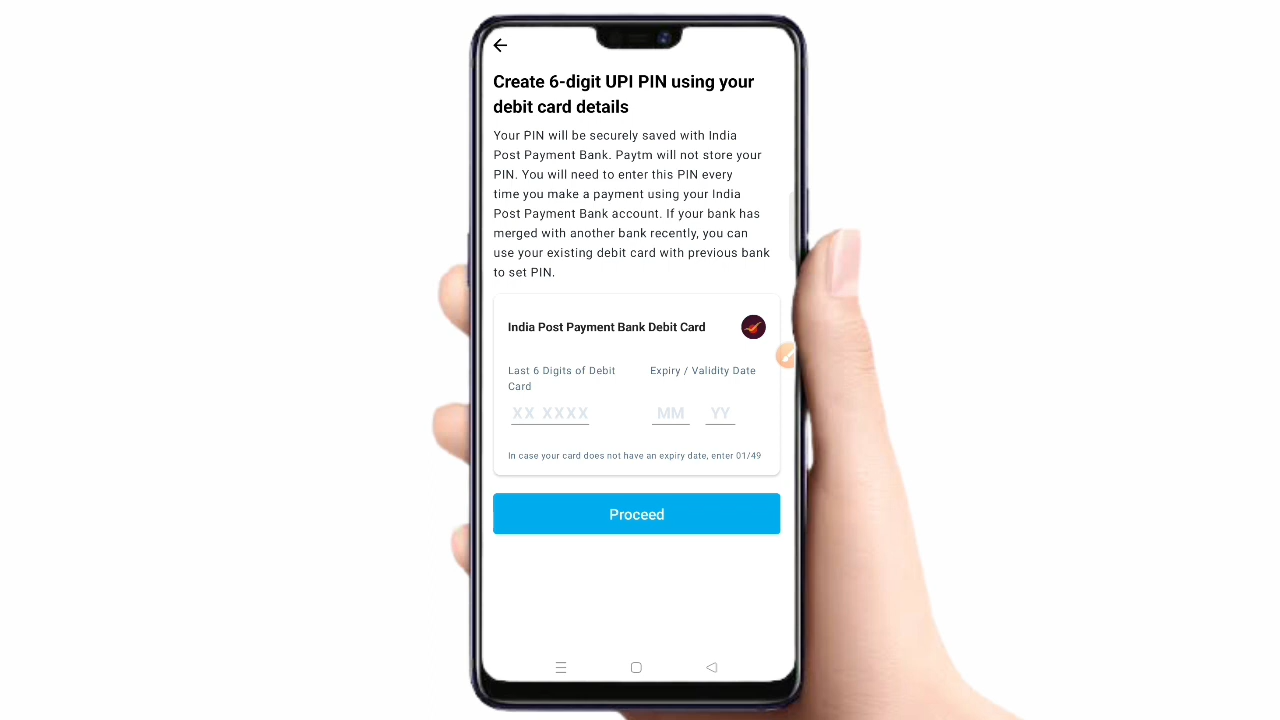 Create 6-digit UPI PIN using your
debit card details
Your PIN will be securely saved with India
Post Payment Bank. Paytm will not store your
PIN. You will need to enter this PIN every
time you make a payment using your India
Post Payment Bank account. If your bank has
merged with another bank recently, you can
use your existing debit card with previous bank
to set PIN.
India Post Payment Bank Debit Card
Last 6 Digits of Debit
Card
Expiry / Validity Date
XX XXXX
MM YY
In case your card does not have an expiry date, enter 01/49
Proceed